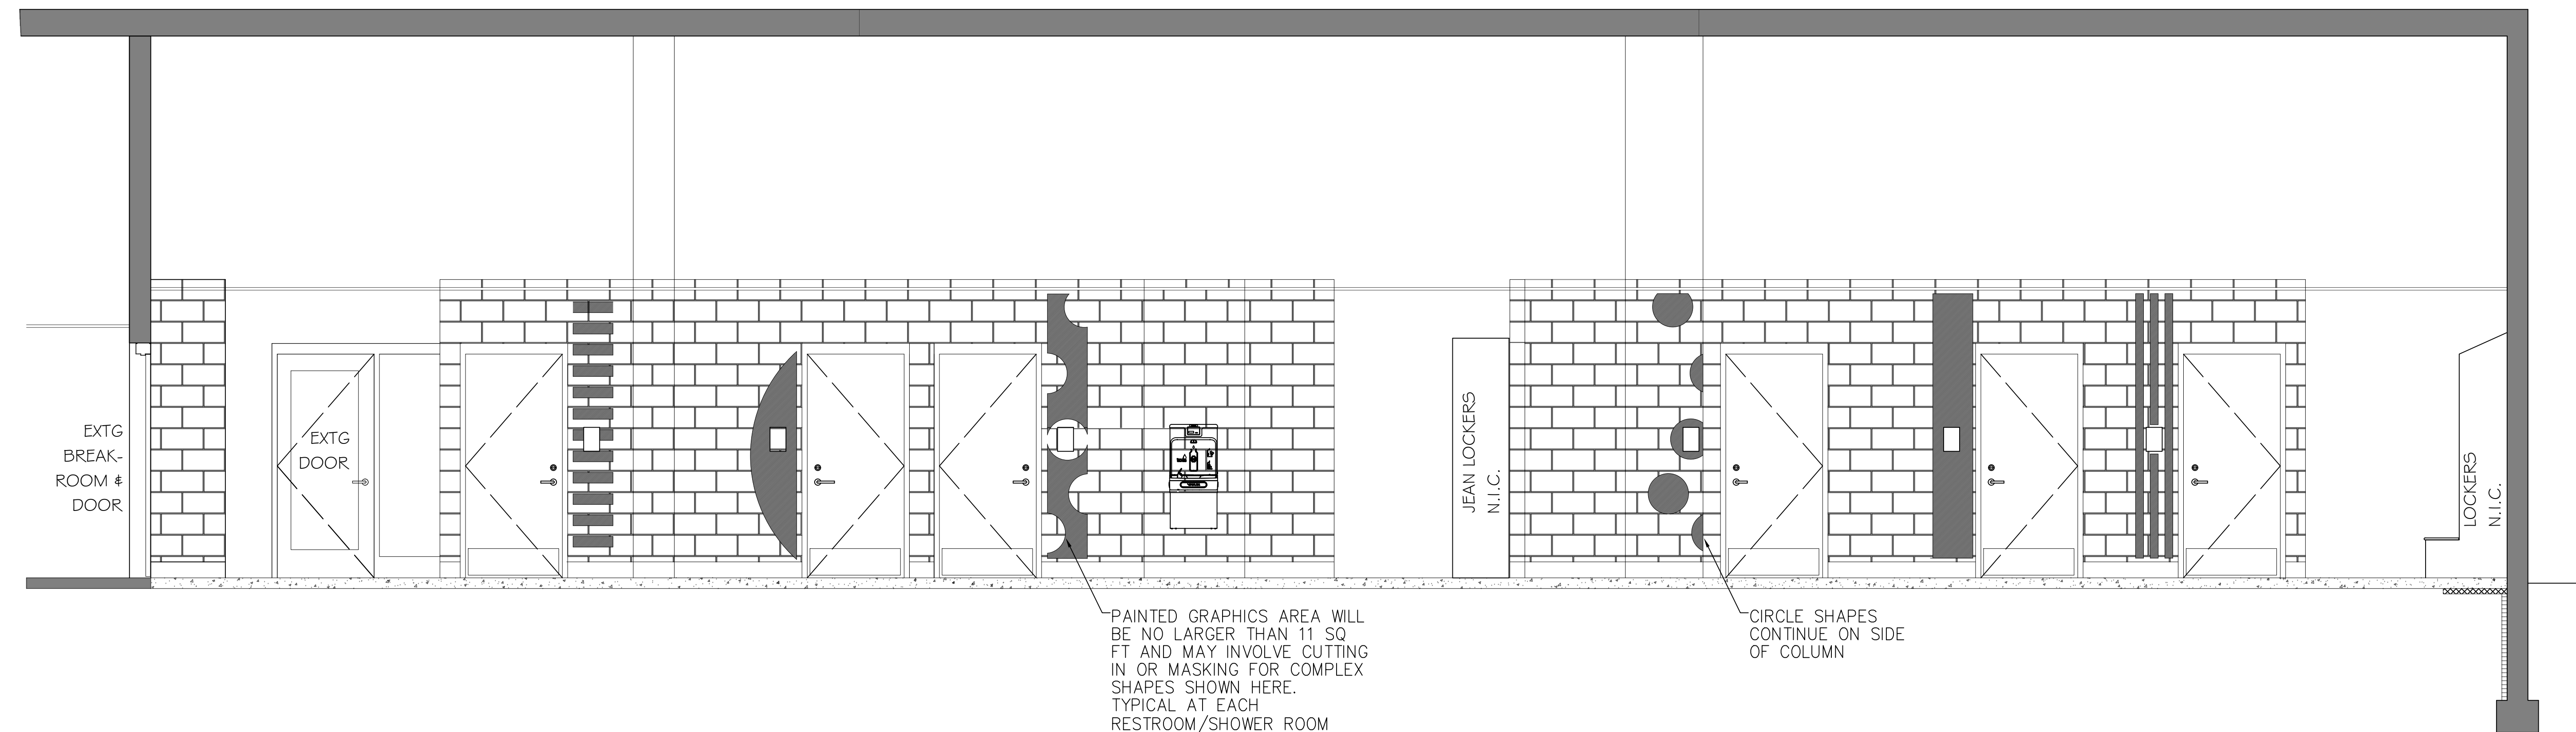 EXTG
BREAK-
ROOM &
DOOR
EXTG
DOOR
JEAN LOCKERS
N.I.C.
LOCKERS
N.I.C.
PAINTED GRAPHICS AREA WILL
BE NO LARGER THAN 11 SQ
FT AND MAY INVOLVE CUTTING
IN OR MASKING FOR COMPLEX
SHAPES SHOWN HERE.
TYPICAL AT EACH
RESTROOM/SHOWER ROOM
CIRCLE SHAPES
CONTINUE ON SIDE
OF COLUMN